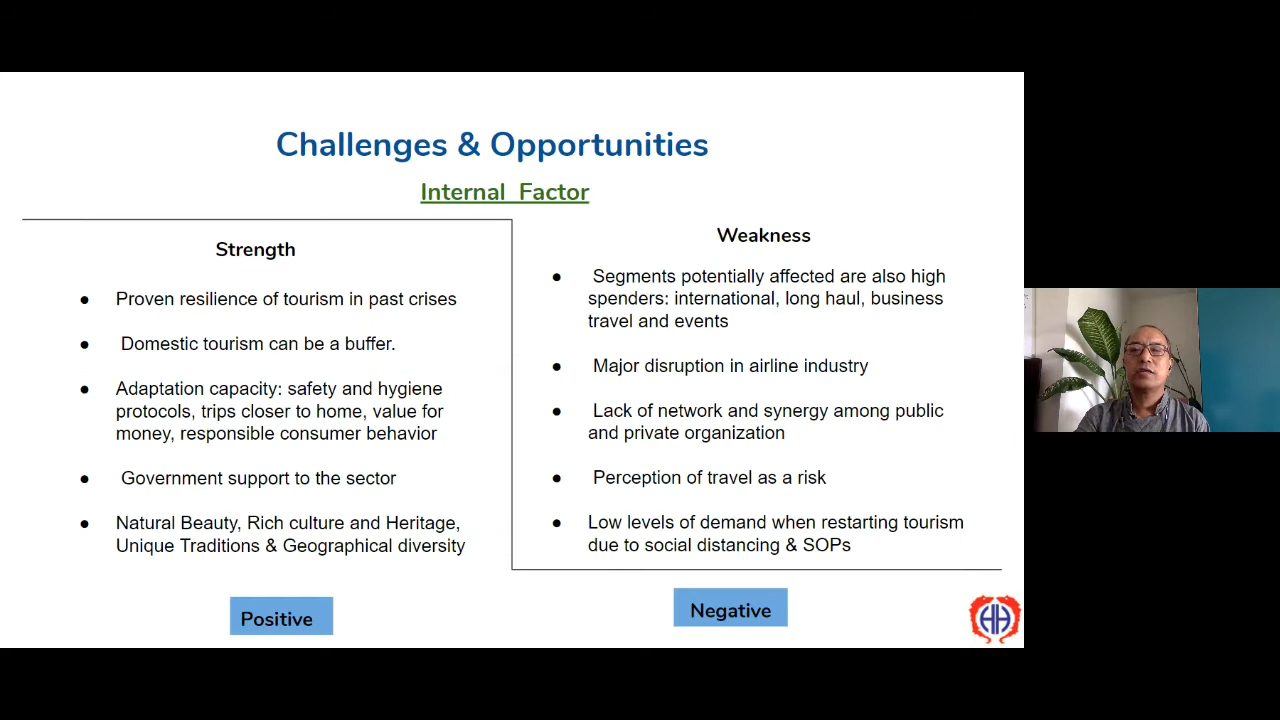 Challenges & Opportunities
Internal Factor
Strength
● Proven resilience of tourism in past crises
● Domestic tourism can be a buffer.
● Adaptation capacity: safety and hygiene
protocols, trips closer to home, value for
money, responsible consumer behavior
● Government support to the sector
● Natural Beauty, Rich culture and Heritage,
Unique Traditions & Geographical diversity
Positive
Weakness
● Segments potentially affected are also high
spenders: international, long haul, business
travel and events
● Major disruption in airline industry
● Lack of network and synergy among public
and private organization
● Perception of travel as a risk
● Low levels of demand when restarting tourism
due to social distancing & SOPs
Negative